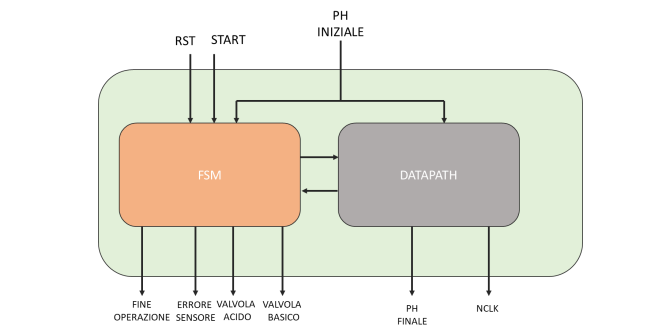 PH
INIZIALE
RST
START
FSM
DATAPATH
FINE
OPERAZIONE
ERRORE
SENSORE
VALVOLA
ACIDO
VALVOLA
BASICO
PH
FINALE
NCLK